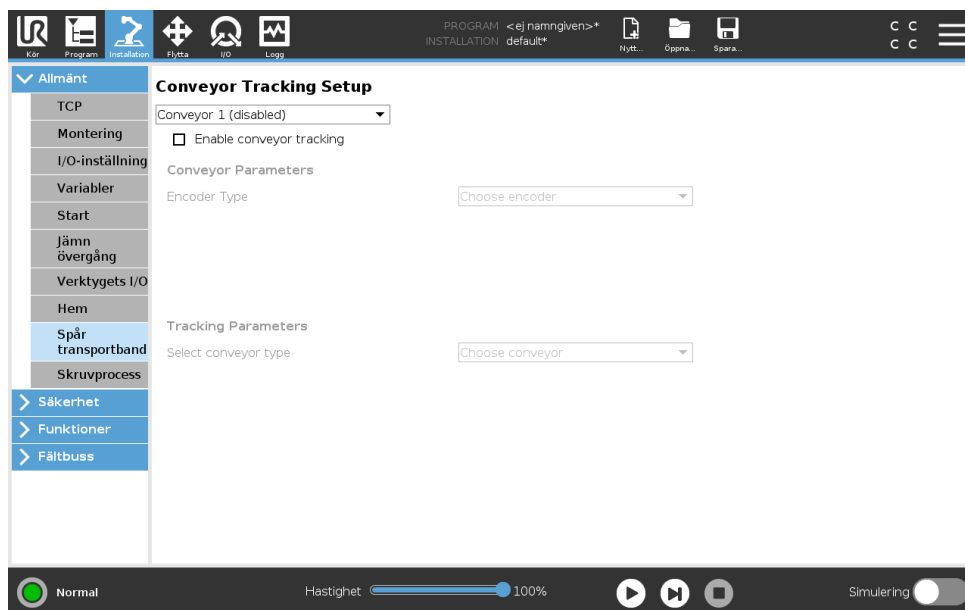 UR
Kör
Program
Installation
Flytta
I/O
Logg
PROGRAM <ej namngiven>*
INSTALLATION default*
Nytt...
Öppna...
Spara...
C C
C C
Allmänt
TCP
Montering
I/O-inställning
Variabler
Start
Jämn
övergång
Verktygets I/O
Hem
Spår
transportband
Skruvprocess
Säkerhet
Funktioner
Fältbuss
Conveyor Tracking Setup
Conveyor 1 (disabled)
Enable conveyor tracking
Conveyor Parameters
Encoder Type Choose encoder
Tracking Parameters
Select conveyor type Choose conveyor
Normal
Hastighet 100%
Simulering